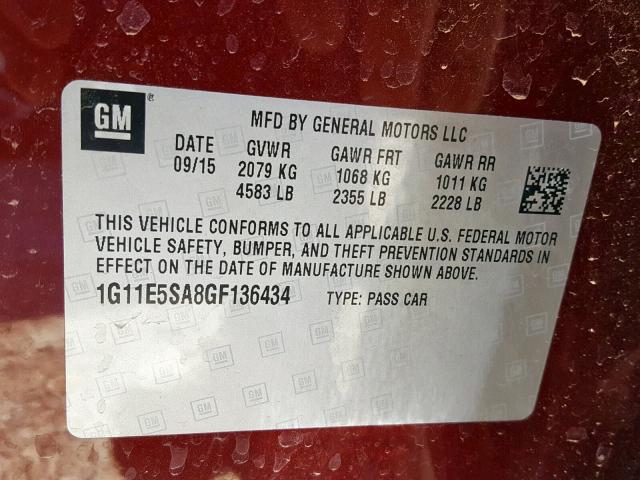 GM
MFD BY GENERAL MOTORS LLC
DATE GVWR GAWR FRT GAWR RR
09/15 2079 KG 1068 KG 1011 KG
4583 LB 2355 LB 2228 LB
THIS VEHICLE CONFORMS TO ALL APPLICABLE U.S. FEDERAL MOTOR
VEHICLE SAFETY, BUMPER, AND THEFT PREVENTION STANDARDS IN
EFFECT ON THE DATE OF MANUFACTURE SHOWN ABOVE.
1G11E5SA8GF136434 TYPE: PASS CAR